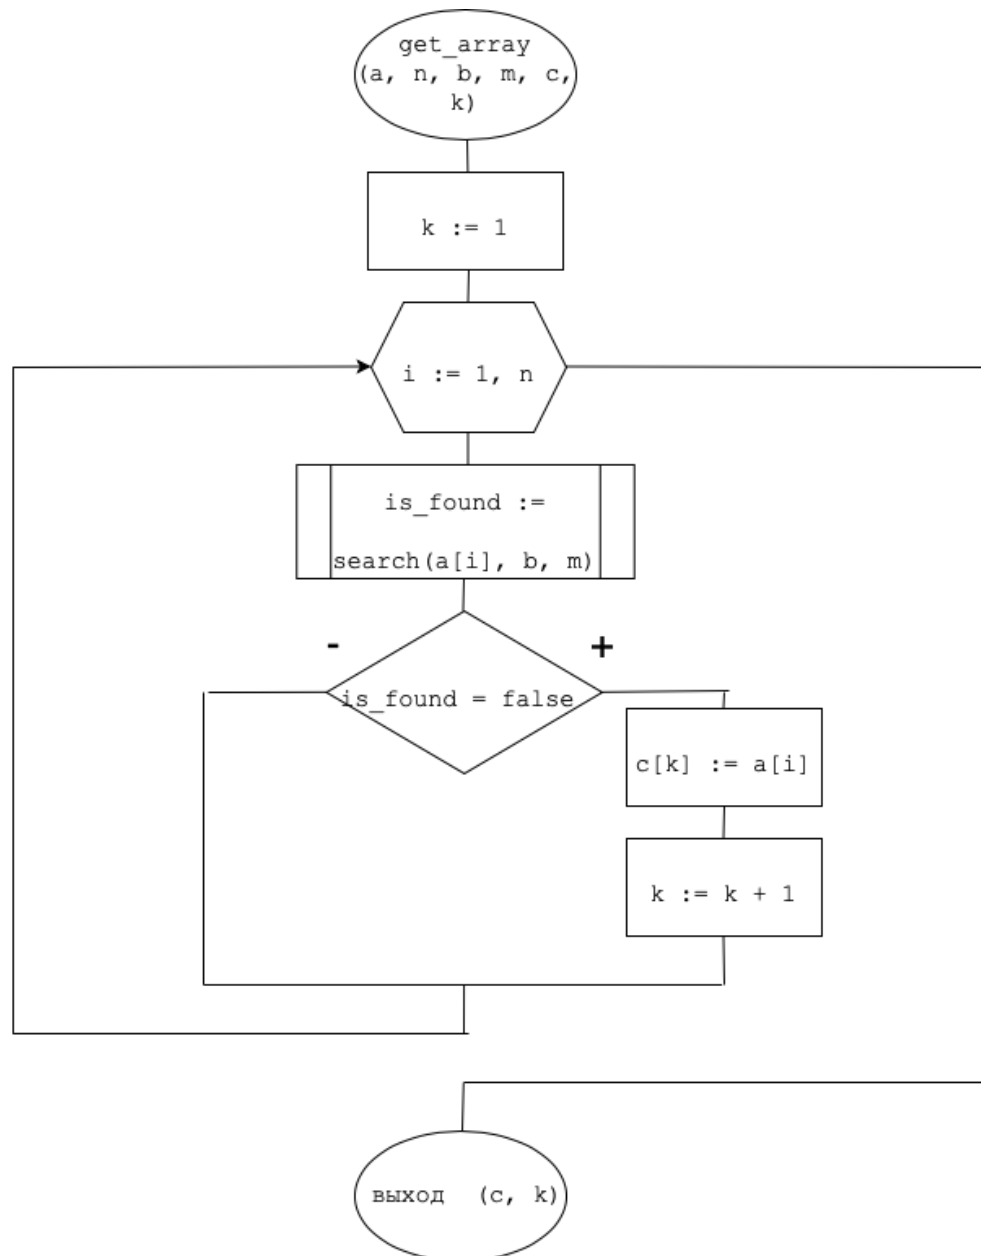 get_array
(a, n, b, m, c,
k)
k := 1
i := 1, n
is_found :=
search(a[i], b, m)
- +
is_found = false
c[k] := a[i]
k := k + 1
выход (c, k)